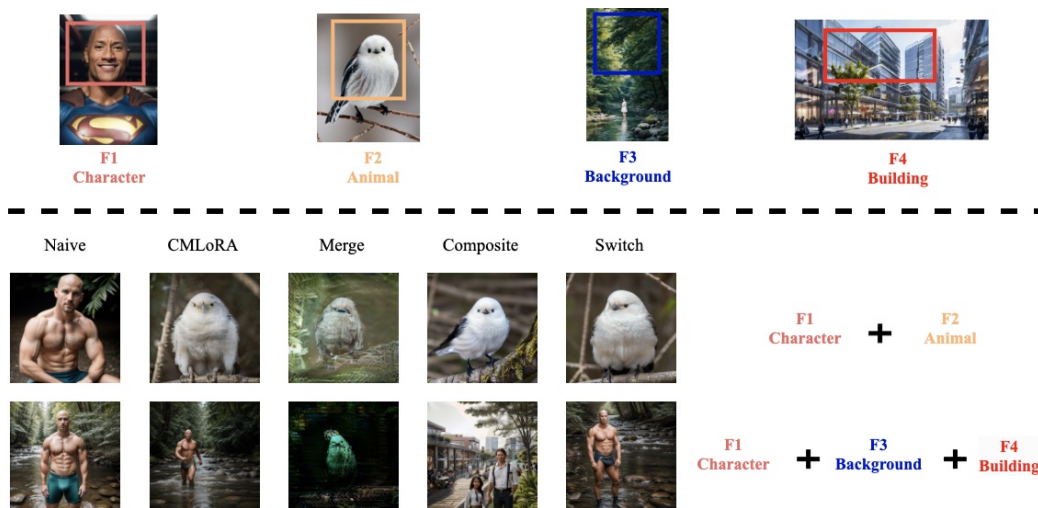 F1
Character
F2
Animal
F3
Background
F4
Building
Naive
CMLoRA
Merge
Composite
Switch
F1
Character
+
F2
Animal
F1
Character
+
F3
Background
+
F4
Building